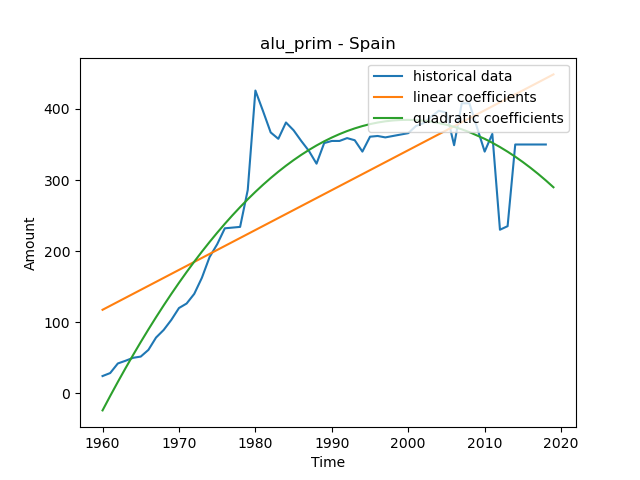 alu_prim - Spain
historical data
linear coefficients
quadratic coefficients
Amount
400
300
200
100
0
1960 1970 1980 1990 2000 2010 2020
Time